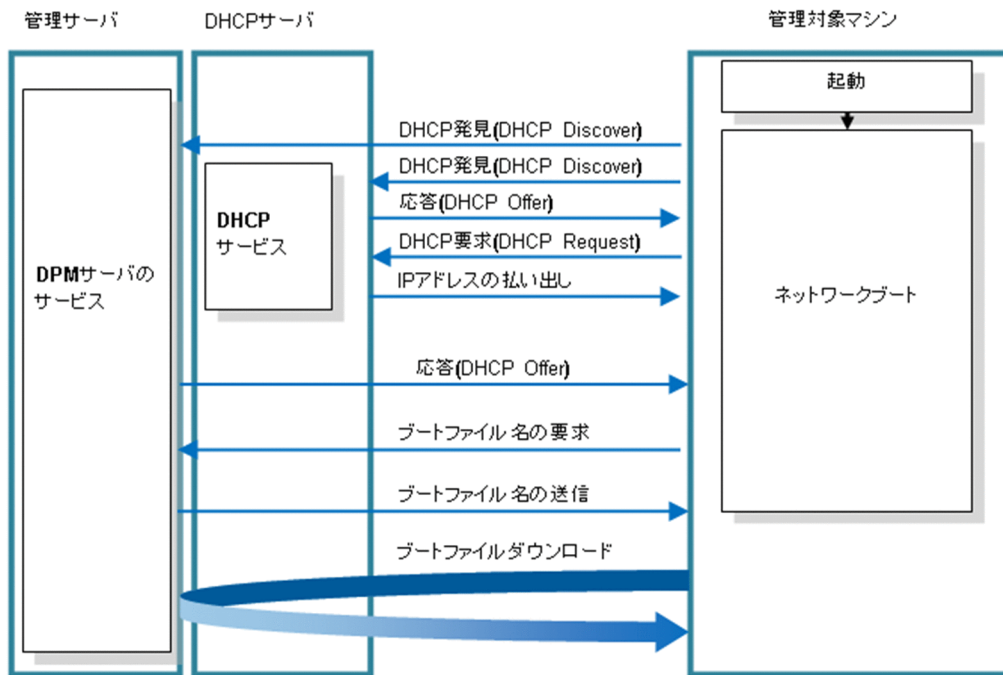 管理サーバ
DHCPサーバ
管理対象マシン
起動
DHCP発見(DHCP Discover)
DHCP発見(DHCP Discover)
応答(DHCP Offer)
DHCP要求(DHCP Request)
IPアドレスの払い出し
DHCP
サービス
DPMサーバの
サービス
ネットワークブート
応答(DHCP Offer)
ブートファイル名の要求
ブートファイル名の送信
ブートファイルダウンロード